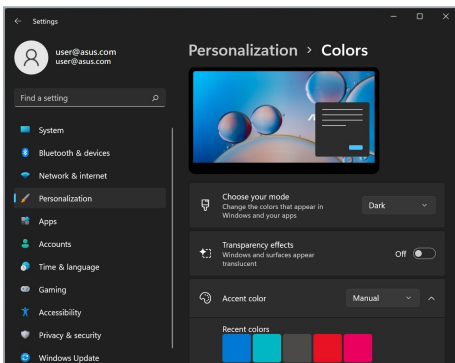 Settings
user@asus.com
user@asus.com
Find a setting
System
Bluetooth & devices
Network & internet
Personalization
Apps
Accounts
Time & language
Gaming
Accessibility
Privacy & security
Windows Update
Personalization > Colors
Choose your mode
Change the colors that appear in
Windows and your apps
Dark
Transparency effects
Windows and surfaces appear
translucent
Off
Accent color
Manual
Recent colors